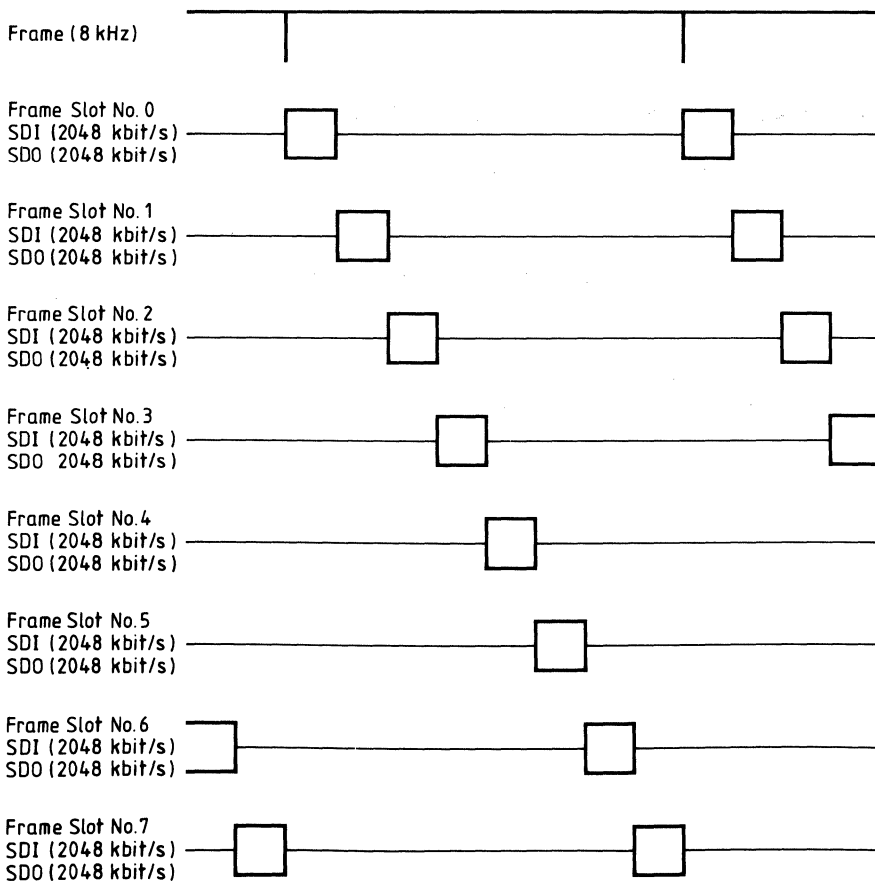 Frame (8 kHz)
Frame Slot No. 0
SDI (2048 kbit/s)
SDO (2048 kbit/s)
Frame Slot No. 1
SDI (2048 kbit/s)
SDO (2048 kbit/s)
Frame Slot No. 2
SDI (2048 kbit/s)
SDO (2048 kbit/s)
Frame Slot No. 3
SDI (2048 kbit/s)
SDO 2048 kbit/s)
Frame Slot No. 4
SDI (2048 kbit/s)
SDO (2048 kbit/s)
Frame Slot No. 5
SDI (2048 kbit/s)
SDO (2048 kbit/s)
Frame Slot No. 6
SDI (2048 kbit/s)
SDO (2048 kbit/s)
Frame Slot No. 7
SDI (2048 kbit/s)
SDO (2048 kbit/s)